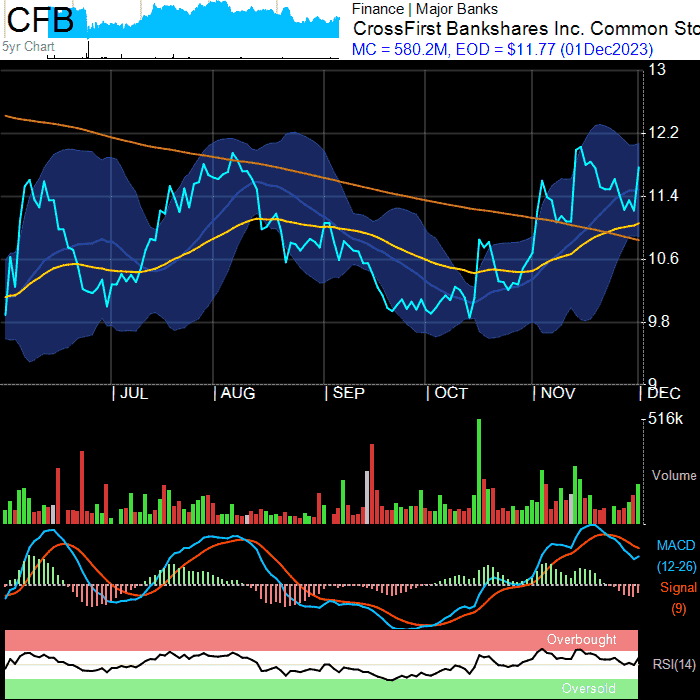 CFB
5yr Chart
Finance | Major Banks
CrossFirst Bankshares Inc. Common Sto
MC = 580.2M, EOD = $11.77 (01Dec2023)
13
12.2
11.4
10.6
9.8
9
JUL AUG SEP OCT NOV DEC
516k
Volume
MACD
(12-26)
Signal
(9)
Overbought
RSI(14)
Oversold